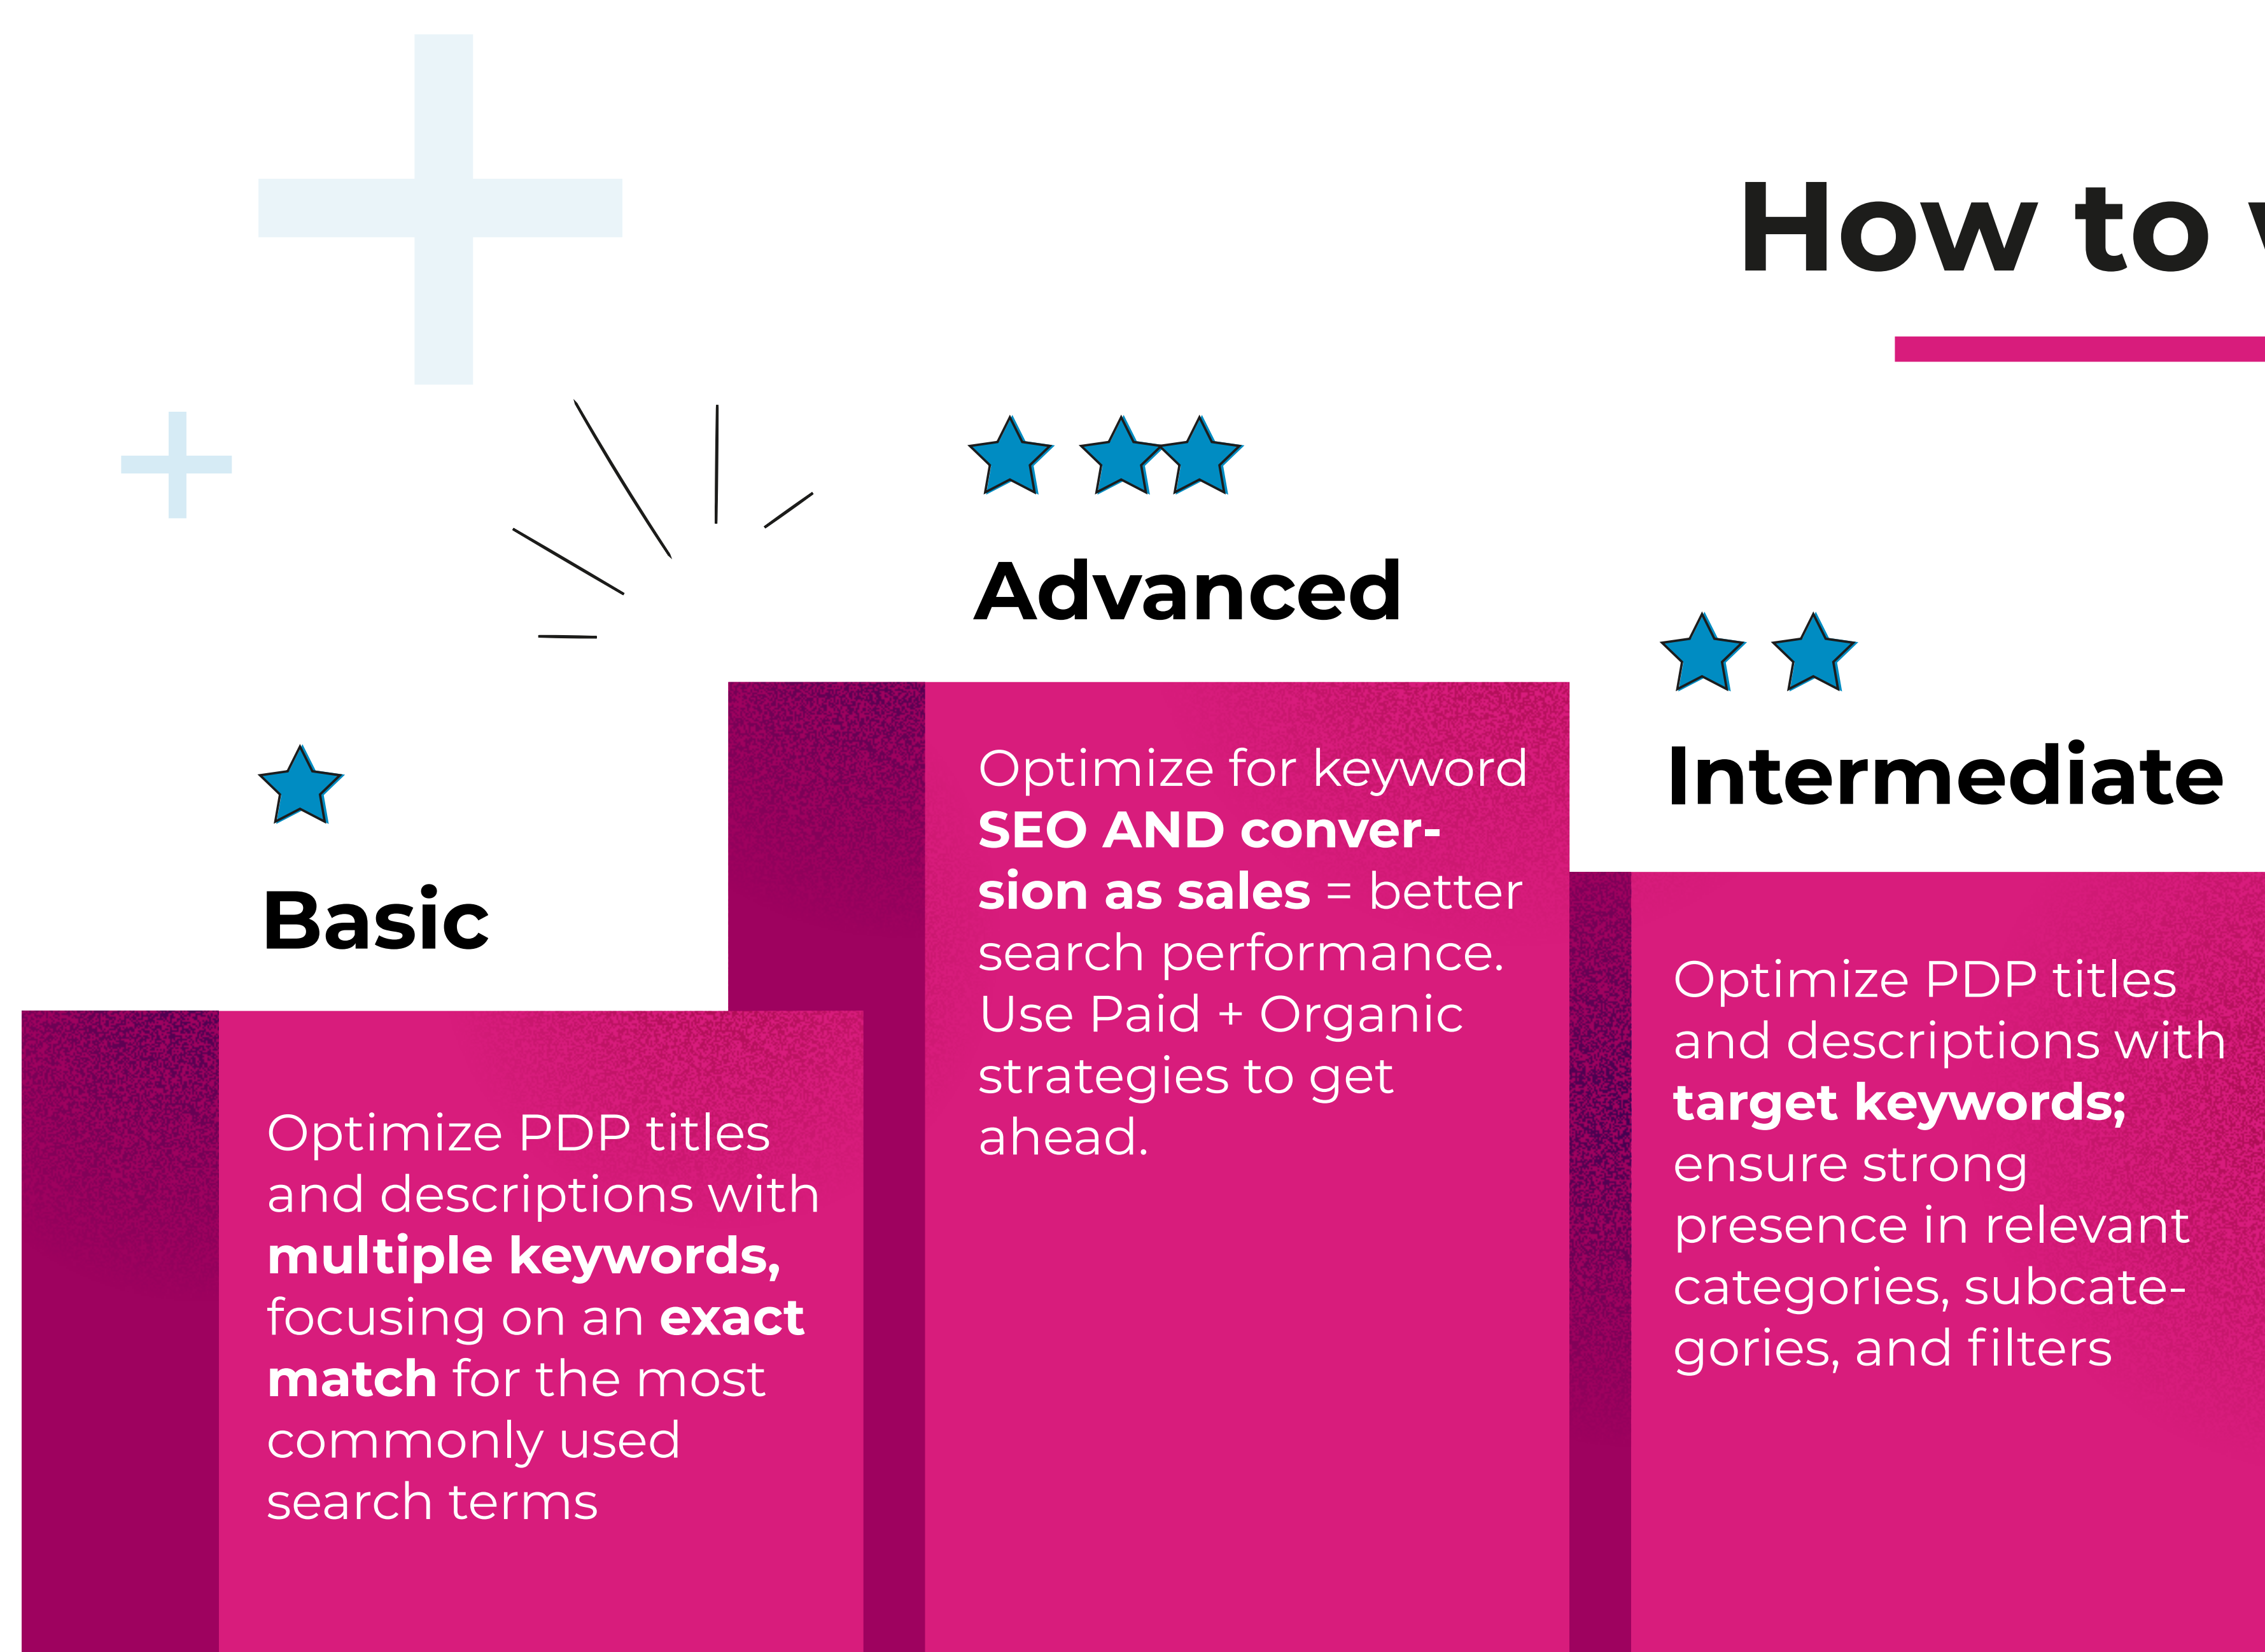 How to
Advanced
Optimize for keyword
SEO AND conver-
sion as sales = better
search performance.
Use Paid + Organic
strategies to get
ahead.
Intermediate
Optimize PDP titles
and descriptions with
target keywords;
ensure strong
presence in relevant
categories, subcate-
gories, and filters
Basic
Optimize PDP titles
and descriptions with
multiple keywords,
focusing on an exact
match for the most
commonly used
search terms